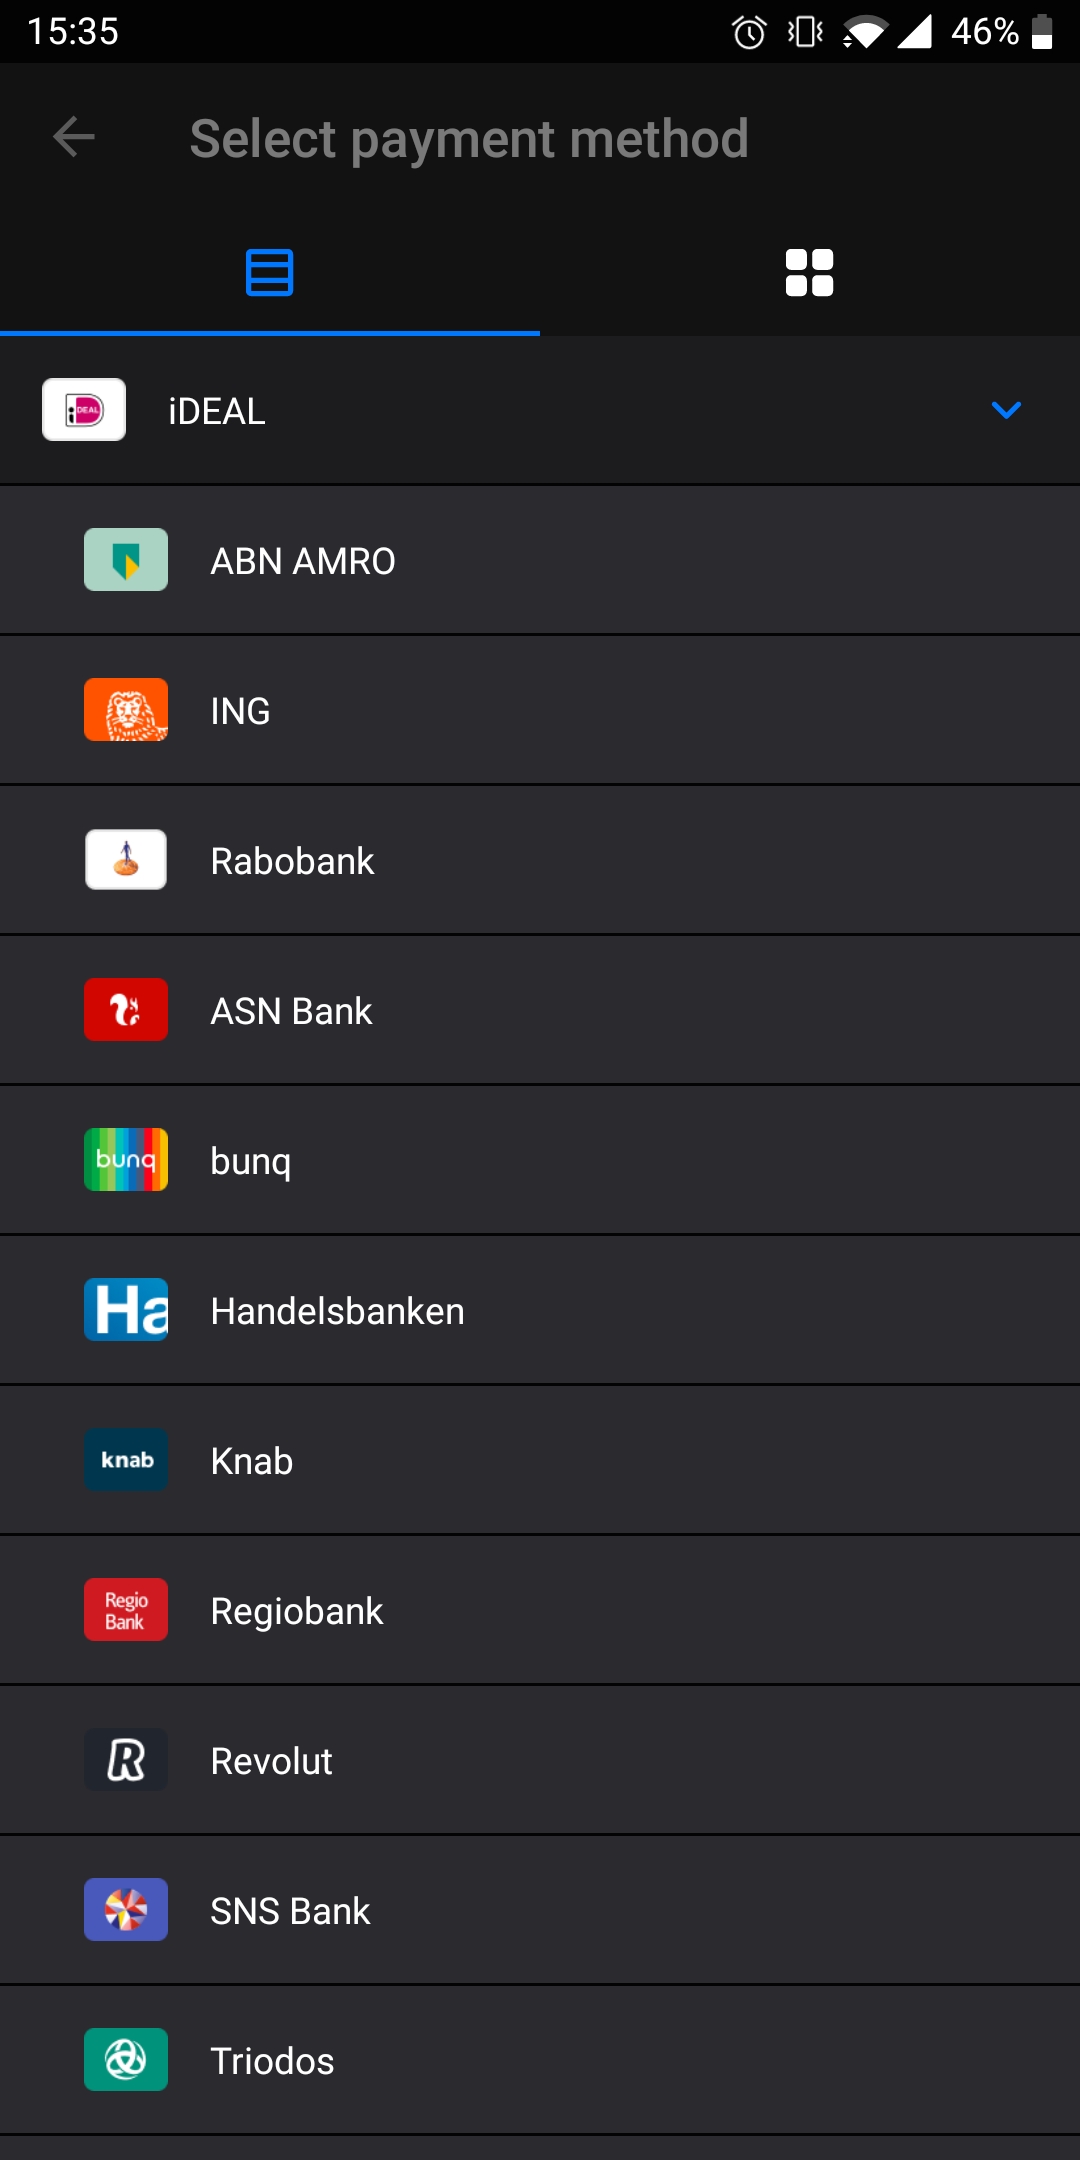 15:35
46%
Select payment method
iDEAL
iDEAL
ABN AMRO
ING
Rabobank
ASN Bank
bunq
bunq
Ha
Handelsbanken
knab
Knab
Regio
Bank
Regiobank
R
Revolut
SNS Bank
Triodos